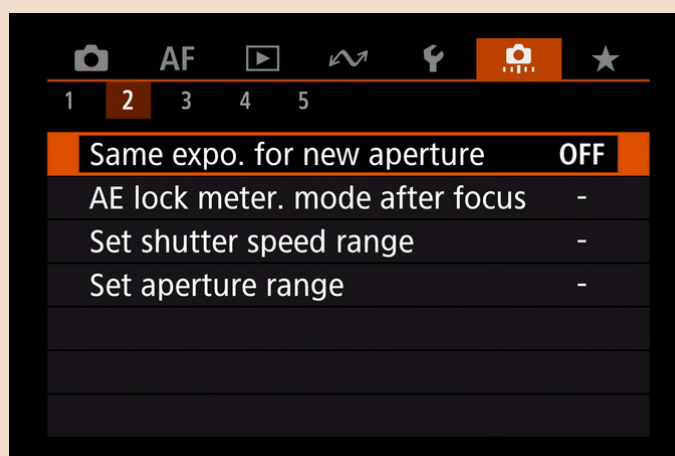 AF
1 2 3 4 5
Same expo. for new aperture OFF
AE lock meter. mode after focus -
Set shutter speed range -
Set aperture range -